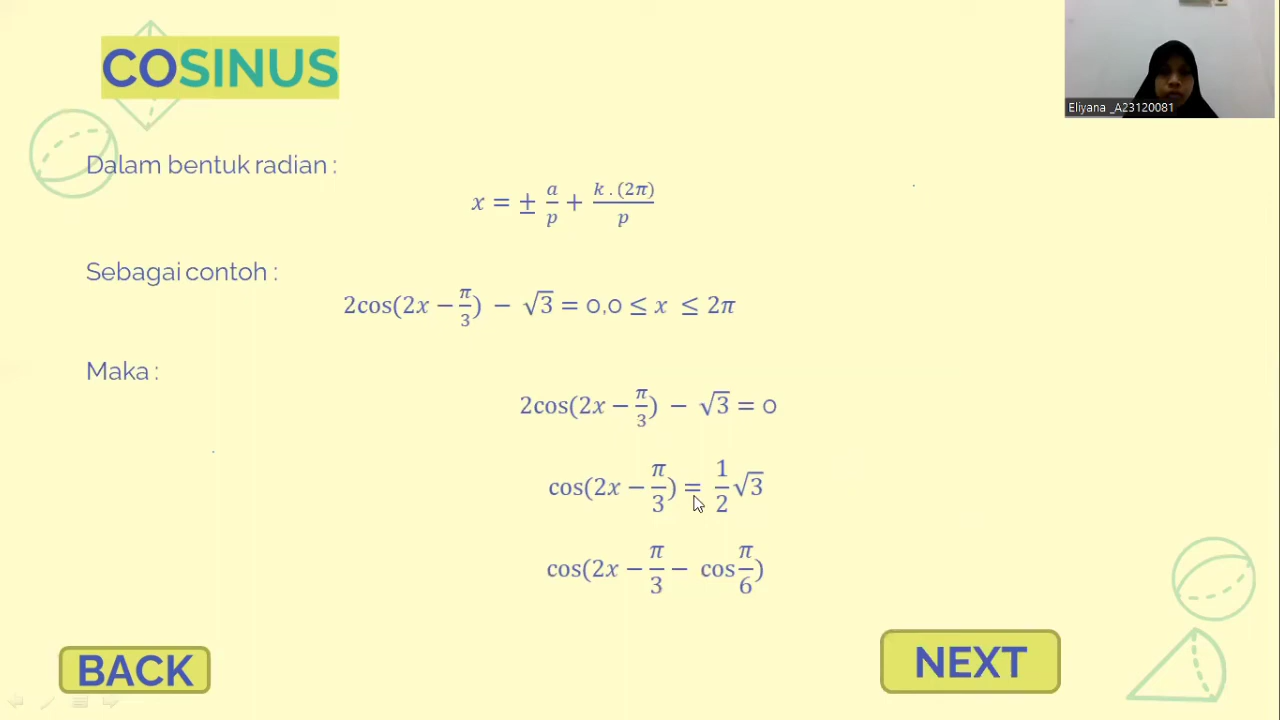 COSINUS
Eliyana _A23120081
Dalam bentuk radian :
x = ± a/p + k . (2π)/p
Sebagai contoh :
2cos(2x − π/3) − √3 = 0,0 ≤ x ≤ 2π
Maka :
2cos(2x − π/3) − √3 = 0
cos(2x − π/3) = 1/2 √3
cos(2x − π/3 − cos π/6)
BACK
NEXT